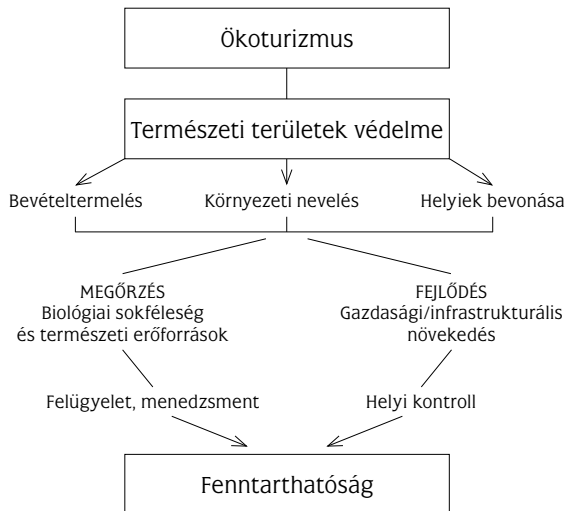 Ökoturizmus
Természeti területek védelme
Bevételtermelés
Környezeti nevelés
Helyiek bevonása
MEGŐRZÉS
Biológiai sokféleség
és természeti erőforrások
FEJLŐDÉS
Gazdasági/infrastrukturális
növekedés
Felügyelet, menedzsment
Helyi kontroll
Fenntarthatóság